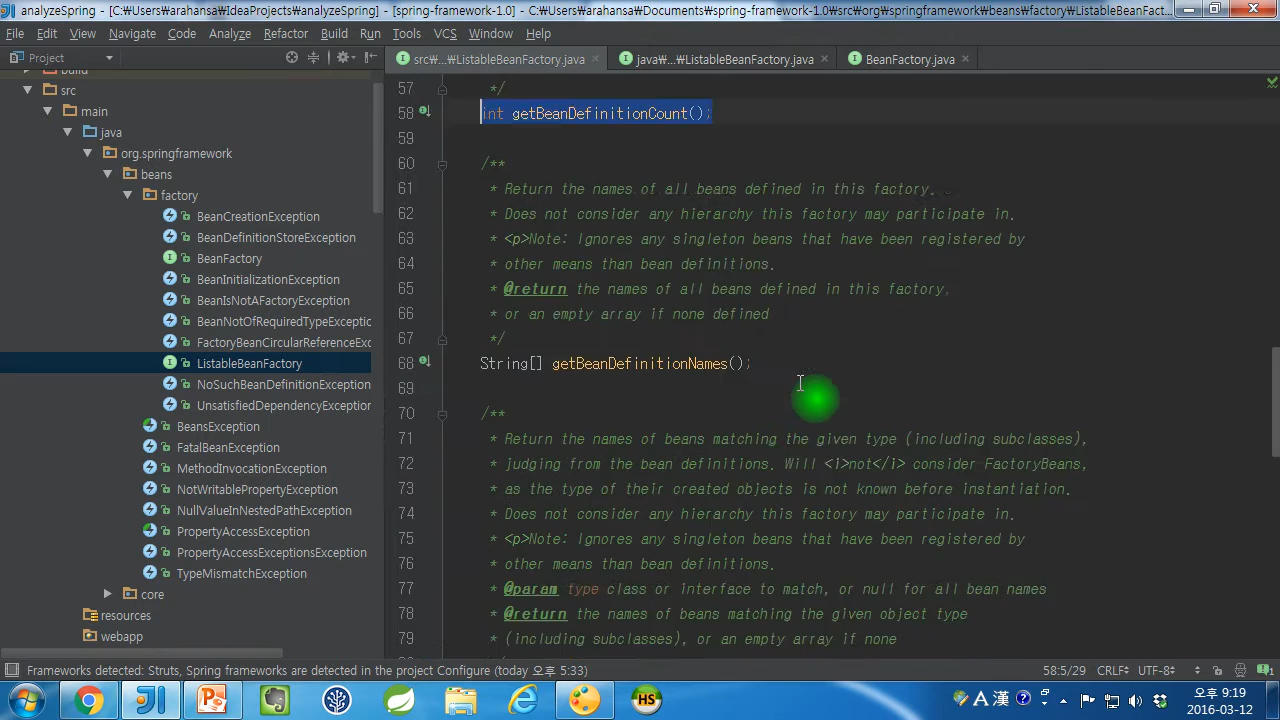 analyzeSpring - [C:₩Users₩arahansa₩IdeaProjects₩analyzeSpring] - [spring-framework-1.0] - C:₩Users₩arahansa₩Documents₩spring-framework-1.0₩src₩org₩springframework₩beans₩factory₩ListableBeanFact...
File Edit View Navigate Code Analyze Refactor Build Run Tools VCS Window Help
Project
src₩...₩ListableBeanFactory.java
java₩...₩ListableBeanFactory.java
BeanFactory.java
build
src
main
java
org.springframework
beans
factory
BeanCreationException
BeanDefinitionStoreException
BeanFactory
BeanInitializationException
BeanIsNotAFactoryException
BeanNotOfRequiredTypeExceptio
FactoryBeanCircularReferenceExc
ListableBeanFactory
NoSuchBeanDefinitionException
UnsatisfiedDependencyException
BeansException
FatalBeanException
MethodInvocationException
NotWritablePropertyException
NullValueInNestedPathException
PropertyAccessException
PropertyAccessExceptionsException
TypeMismatchException
core
resources
webapp
57 */
58 int getBeanDefinitionCount();
59
60 /**
61 * Return the names of all beans defined in this factory.
62 * Does not consider any hierarchy this factory may participate in.
63 * <p>Note: Ignores any singleton beans that have been registered by
64 * other means than bean definitions.
65 * @return the names of all beans defined in this factory,
66 * or an empty array if none defined
67 */
68 String[] getBeanDefinitionNames();
69
70 /**
71 * Return the names of beans matching the given type (including subclasses),
72 * judging from the bean definitions. Will <i>not</i> consider FactoryBeans,
73 * as the type of their created objects is not known before instantiation.
74 * Does not consider any hierarchy this factory may participate in.
75 * <p>Note: Ignores any singleton beans that have been registered by
76 * other means than bean definitions.
77 * @param type class or interface to match, or null for all bean names
78 * @return the names of beans matching the given object type
79 * (including subclasses), or an empty array if none
Frameworks detected: Struts, Spring frameworks are detected in the project Configure (today 오후 5:33)
58:5/29 CRLF UTF-8
HS
A 漢
오후 9:19
2016-03-12